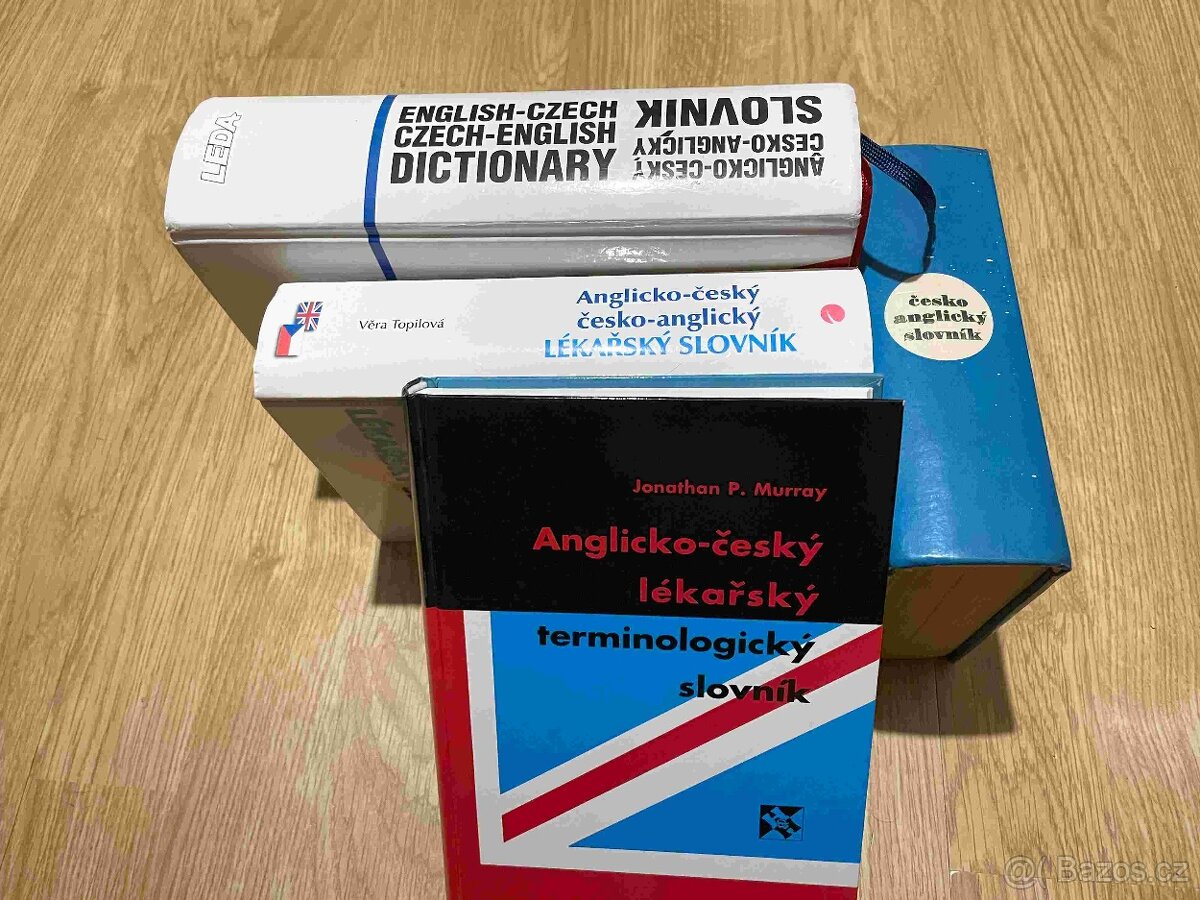 LEDA
ENGLISH-CZECH
CZECH-ENGLISH
DICTIONARY
ANGLICKO-ČESKÝ
ČESKO-ANGLICKÝ
SLOVNÍK
Věra Topilová
Anglicko-český
česko-anglický
LÉKAŘSKÝ SLOVNÍK
česko
anglický
slovník
Jonathan P. Murray
Anglicko-český
lékařský
terminologický
slovník
Bazos.cz